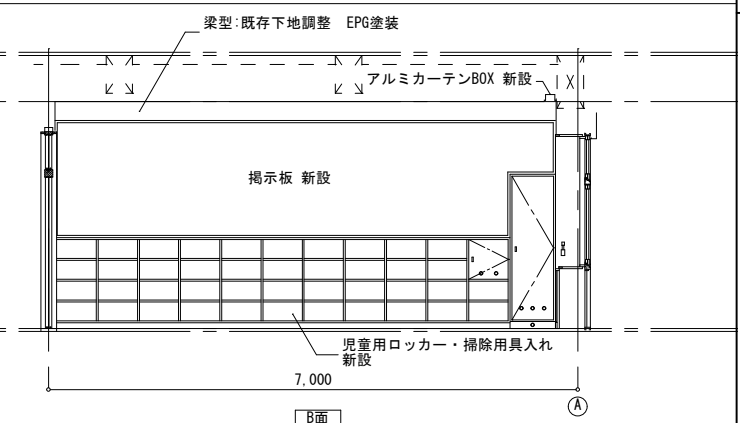 梁型:既存下地調整 EPG塗装
アルミカーテンBOX 新設
掲示板 新設
児童用ロッカー・掃除用具入れ
新設
7,000
A
B面